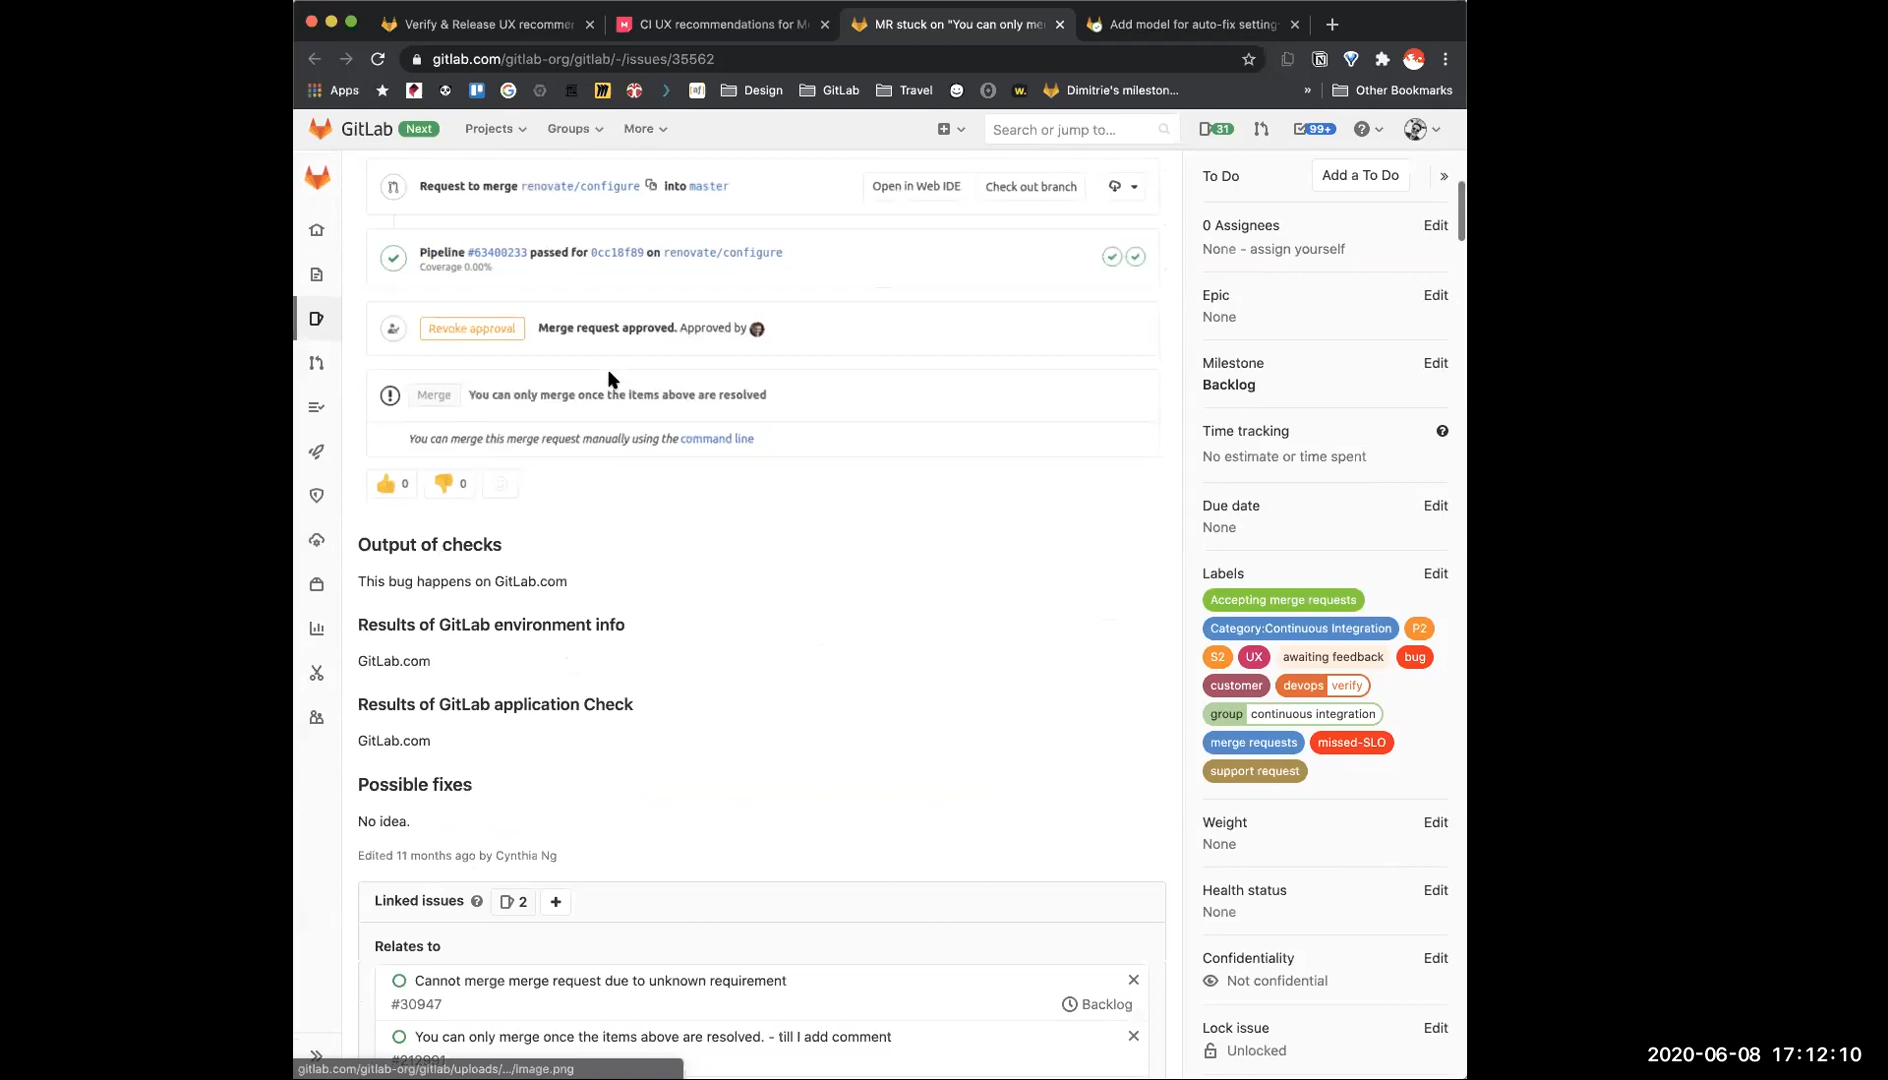 Verify & Release UX recomme
CI UX recommendations for M
MR stuck on "You can only me
Add model for auto-fix setting
gitlab.com/gitlab-org/gitlab/-/issues/35562
Apps
Design
GitLab
Travel
Dimitrie's mileston...
»
Other Bookmarks
GitLab Next
Projects
Groups
More
Search or jump to...
31
99+
Request to merge renovate/configure into master
Open in Web IDE
Check out branch
Pipeline #63400233 passed for 0cc18f89 on renovate/configure
Coverage 0.00%
Revoke approval
Merge request approved. Approved by
Merge
You can only merge once the items above are resolved
You can merge this merge request manually using the command line
0
0
Output of checks
This bug happens on GitLab.com
Results of GitLab environment info
GitLab.com
Results of GitLab application Check
GitLab.com
Possible fixes
No idea.
Edited 11 months ago by Cynthia Ng
Linked issues
2
Relates to
Cannot merge merge request due to unknown requirement
#30947
Backlog
You can only merge once the items above are resolved. - till I add comment
#212991
gitlab.com/gitlab-org/gitlab/uploads/.../image.png
To Do
Add a To Do
»
0 Assignees
Edit
None - assign yourself
Epic
Edit
None
Milestone
Edit
Backlog
Time tracking
No estimate or time spent
Due date
Edit
None
Labels
Edit
Accepting merge requests
Category:Continuous Integration
P2
S2
UX
awaiting feedback
bug
customer
devops verify
group continuous integration
merge requests
missed-SLO
support request
Weight
Edit
None
Health status
Edit
None
Confidentiality
Edit
Not confidential
Lock issue
Edit
Unlocked
2020-06-08 17:12:10